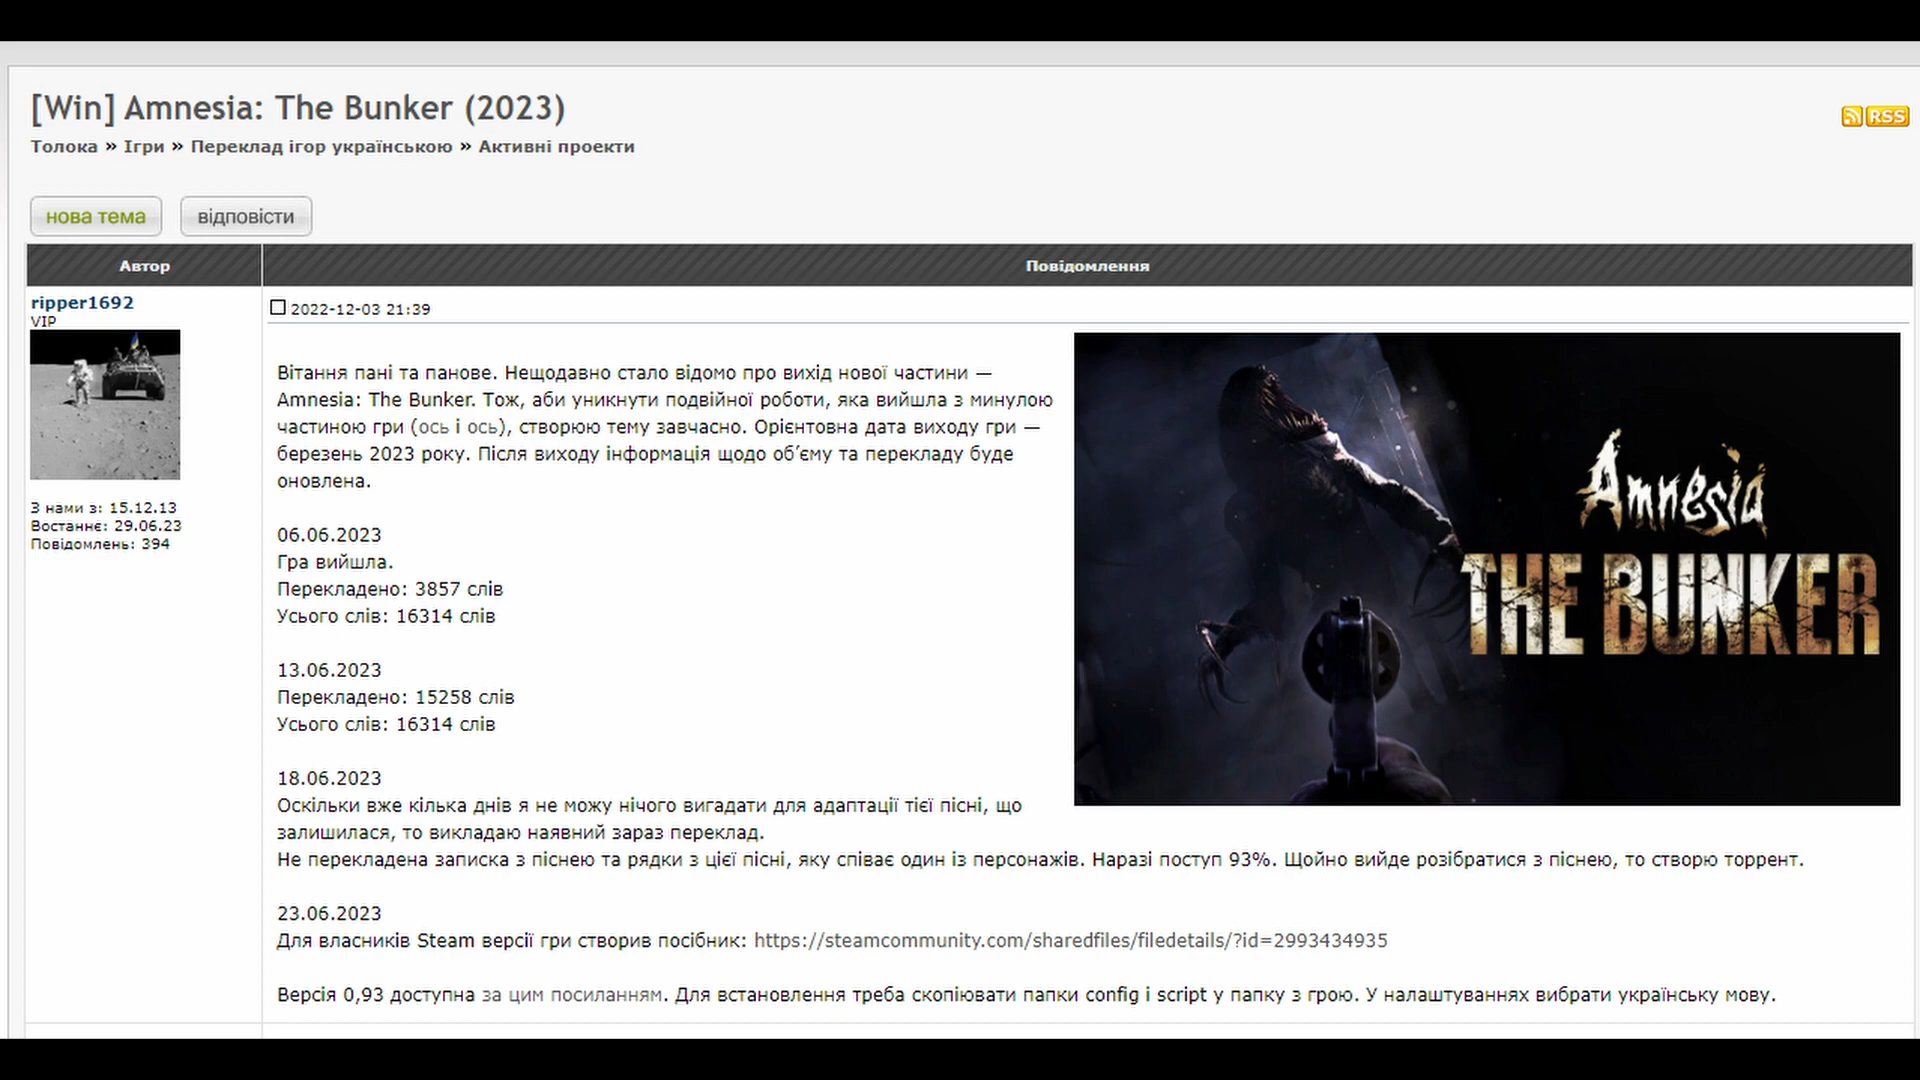 [Win] Amnesia: The Bunker (2023)
RSS
Толока » Ігри » Переклад ігор українською » Активні проекти
нова тема
відповісти
Автор
Повідомлення
ripper1692
VIP
З нами з: 15.12.13
Востаннє: 29.06.23
Повідомлень: 394
2022-12-03 21:39
Вітання пані та панове. Нещодавно стало відомо про вихід нової частини —
Amnesia: The Bunker. Тож, аби уникнути подвійної роботи, яка вийшла з минулою
частиною гри (ось і ось), створюю тему завчасно. Орієнтовна дата виходу гри —
березень 2023 року. Після виходу інформація щодо об’єму та перекладу буде
оновлена.
Amnesia
THE BUNKER
06.06.2023
Гра вийшла.
Перекладено: 3857 слів
Усього слів: 16314 слів
13.06.2023
Перекладено: 15258 слів
Усього слів: 16314 слів
18.06.2023
Оскільки вже кілька днів я не можу нічого вигадати для адаптації тієї пісні, що
залишилася, то викладаю наявний зараз переклад.
Не перекладена записка з піснею та рядки з цієї пісні, яку співає один із персонажів. Наразі поступ 93%. Щойно вийде розібратися з піснею, то створю торрент.
23.06.2023
Для власників Steam версії гри створив посібник: https://steamcommunity.com/sharedfiles/filedetails/?id=2993434935
Версія 0,93 доступна за цим посиланням. Для встановлення треба скопіювати папки config і script у папку з грою. У налаштуваннях вибрати українську мову.